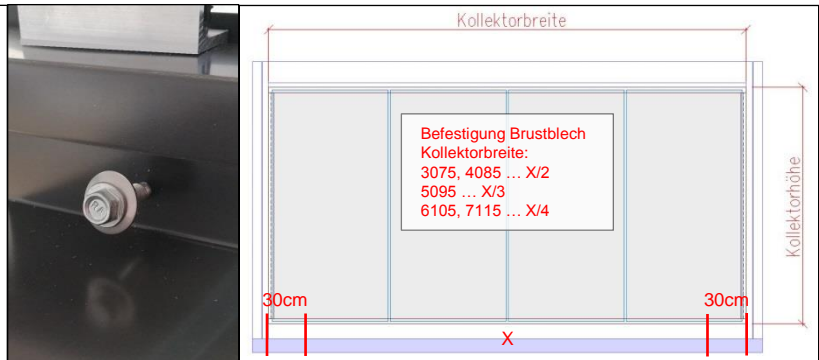 Kollektorbreite
Befestigung Brustblech
Kollektorbreite:
3075, 4085 … X/2
5095 … X/3
6105, 7115 … X/4
Kollektorhöhe
30cm
30cm
X